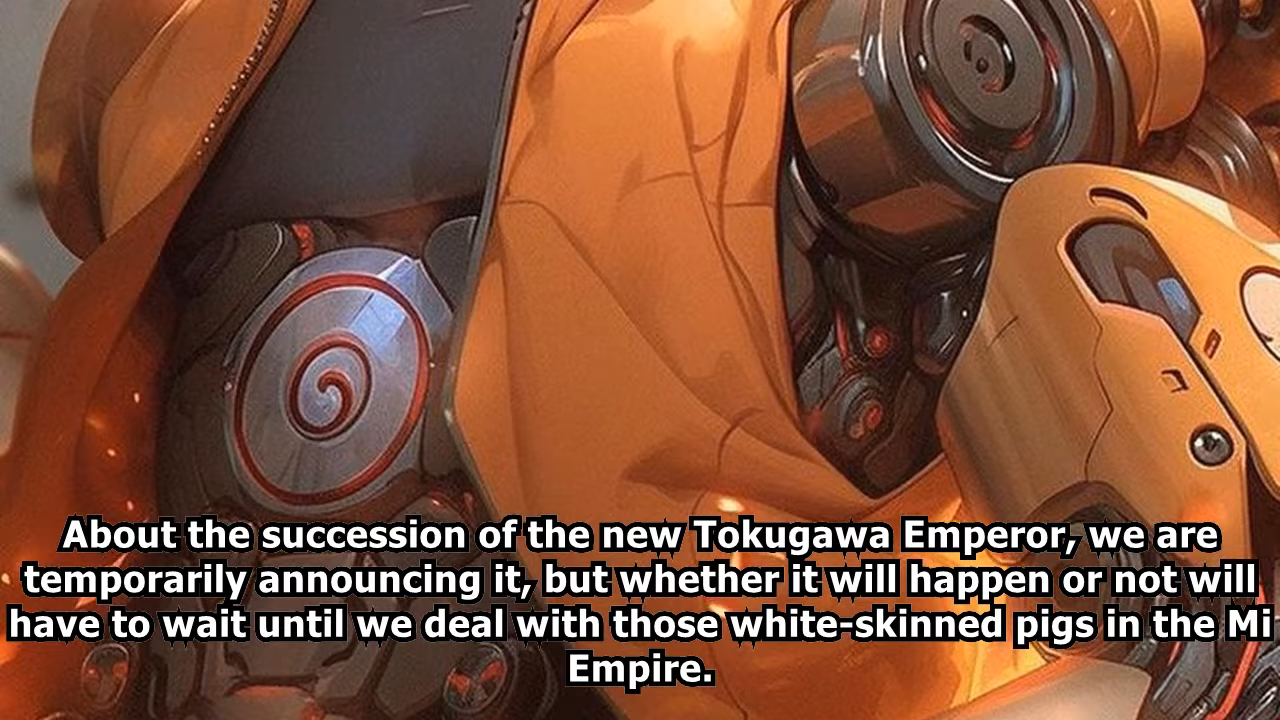 About the succession of the new Tokugawa Emperor, we are
temporarily announcing it, but whether it will happen or not will
have to wait until we deal with those white-skinned pigs in the Mi
Empire.